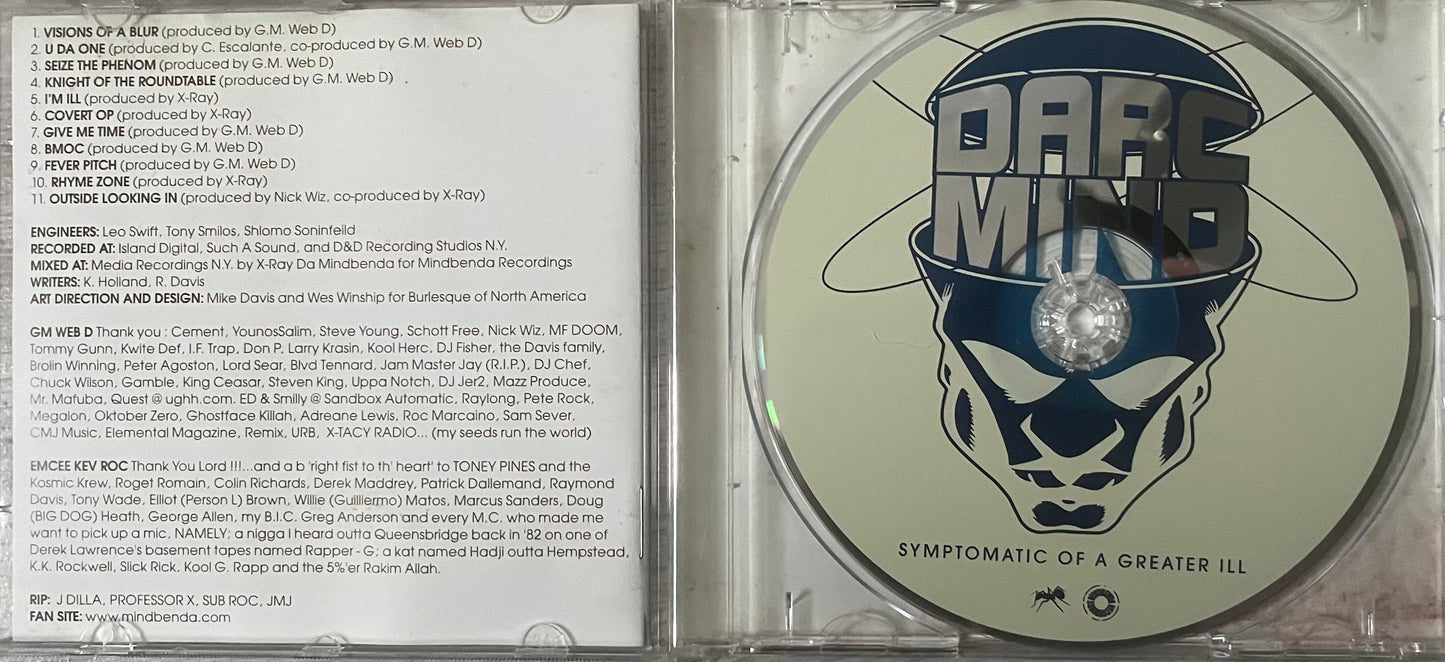 1. VISIONS OF A BLUR (produced by G.M. Web D)
2. U DA ONE (produced by C. Escalante, co-produced by G.M. Web D)
3. SEIZE THE PHENOM (produced by G.M. Web D)
4. KNIGHT OF THE ROUNDTABLE (produced by G.M. Web D)
5. I'M ILL (produced by X-Ray)
6. COVERT OP (produced by X-Ray)
7. GIVE ME TIME (produced by G.M. Web D)
8. BMOC (produced by G.M. Web D)
9. FEVER PITCH (produced by G.M. Web D)
10. RHYME ZONE (produced by X-Ray)
11. OUTSIDE LOOKING IN (produced by Nick Wiz, co-produced by X-Ray)
ENGINEERS: Leo Swift, Tony Smilos, Shlomo Soninfeild
RECORDED AT: Island Digital, Such A Sound, and D&D Recording Studios N.Y.
MIXED AT: Media Recordings N.Y. by X-Ray Da Mindbenda for Mindbenda Recordings
WRITERS: K. Holland, R. Davis
ART DIRECTION AND DESIGN: Mike Davis and Wes Winship for Burlesque of North America
GM WEB D Thank you : Cement, YounosSalim, Steve Young, Schott Free, Nick Wiz, MF DOOM,
Tommy Gunn, Kwite Def, I.F. Trap, Don P, Larry Krasin, Kool Herc, DJ Fisher, the Davis family,
Brolin Winning, Peter Agoston, Lord Sear, Blvd Tennard, Jam Master Jay (R.I.P.), DJ Chef,
Chuck Wilson, Gamble, King Ceasar, Steven King, Uppa Notch, DJ Jer2, Mazz Produce,
Mr. Mafuba, Quest @ ughh.com. ED & Smilly @ Sandbox Automatic, Raylong, Pete Rock,
Megalon, Oktober Zero, Ghostface Killah, Adreane Lewis, Roc Marcaino, Sam Sever,
CMJ Music, Elemental Magazine, Remix, URB, X-TACY RADIO... (my seeds run the world)
EMCEE KEV ROC Thank You Lord !!!...and a b 'right fist to th' heart' to TONEY PINES and the
Kosmic Krew, Roget Romain, Colin Richards, Derek Maddrey, Patrick Dallemand, Raymond
Davis, Tony Wade, Elliot (Person L) Brown, Willie (Guilliermo) Matos, Marcus Sanders, Doug
(BIG DOG) Heath, George Allen, my B.I.C. Greg Anderson and every M.C. who made me
want to pick up a mic, NAMELY; a nigga I heard outta Queensbridge back in '82 on one of
Derek Lawrence's basement tapes named Rapper - G; a kat named Hadji outta Hempstead,
K.K. Rockwell, Slick Rick, Kool G. Rapp and the 5%'er Rakim Allah.
RIP: J DILLA, PROFESSOR X, SUB ROC, JMJ
FAN SITE: www.mindbenda.com
DARC
MIND
SYMPTOMATIC OF A GREATER ILL